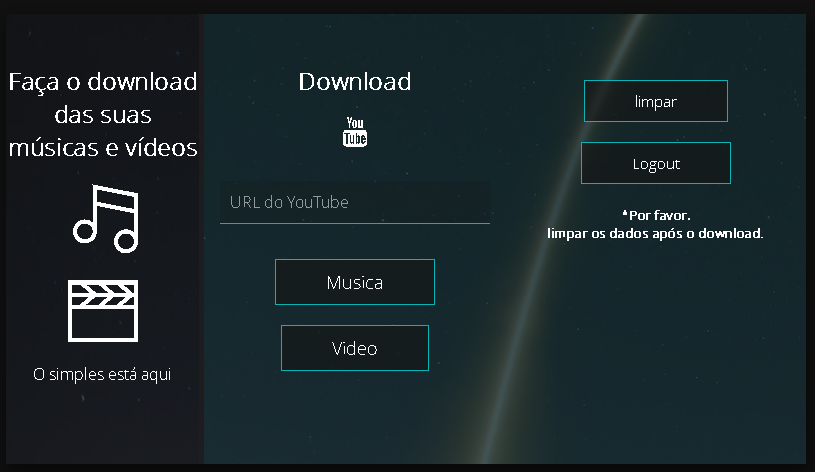 Faça o download
das suas
músicas e vídeos
O simples está aqui
Download
You
Tube
URL do YouTube
Musica
Video
limpar
Logout
*Por favor.
limpar os dados após o download.